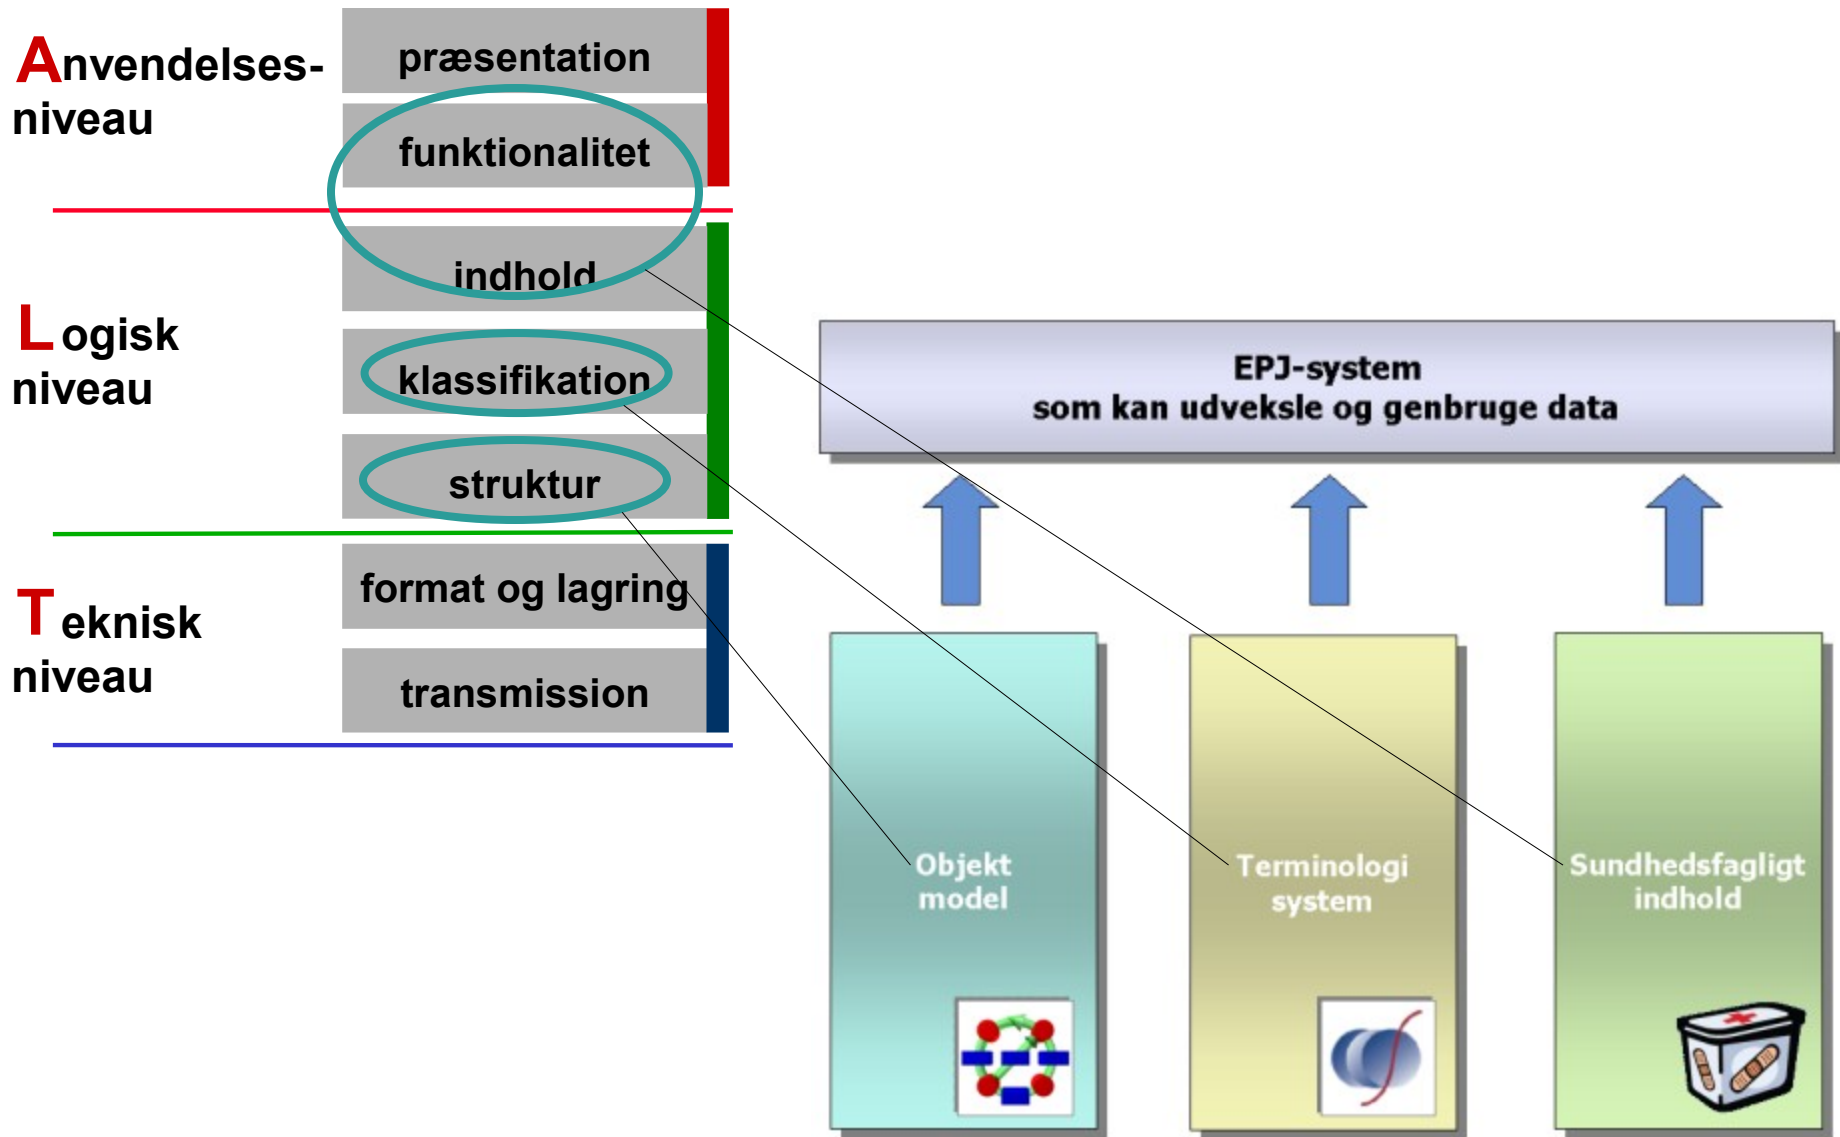 Anvendelses-
niveau
præsentation
funktionalitet
Logisk
niveau
indhold
klassifikation
struktur
Teknisk
niveau
format og lagring
transmission
EPJ-system
som kan udveksle og genbruge data
Objekt
model
Terminologi
system
Sundhedsfagligt
indhold